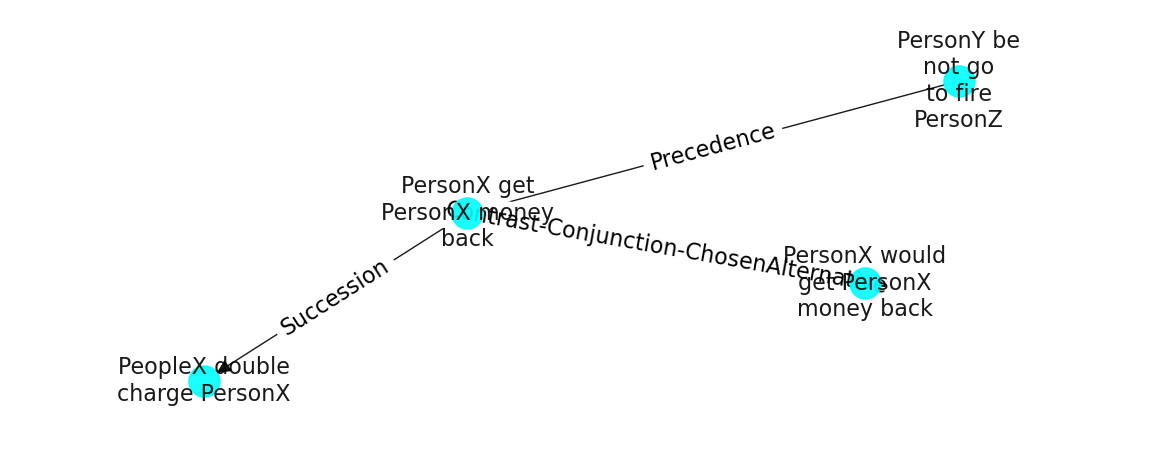 PersonY be
not go
to fire
PersonZ
Precedence
PersonX get
PersonX money
back
Contrast-Conjunction-ChosenAlternative
PersonX would
get PersonX
money back
Succession
PeopleX double
charge PersonX